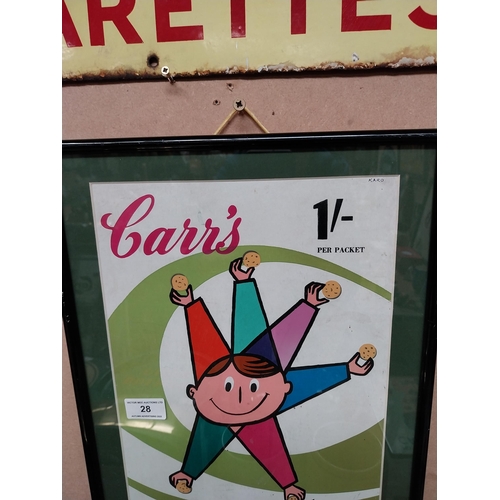 ARETTES
Carr's
1/-
PER PACKET
28